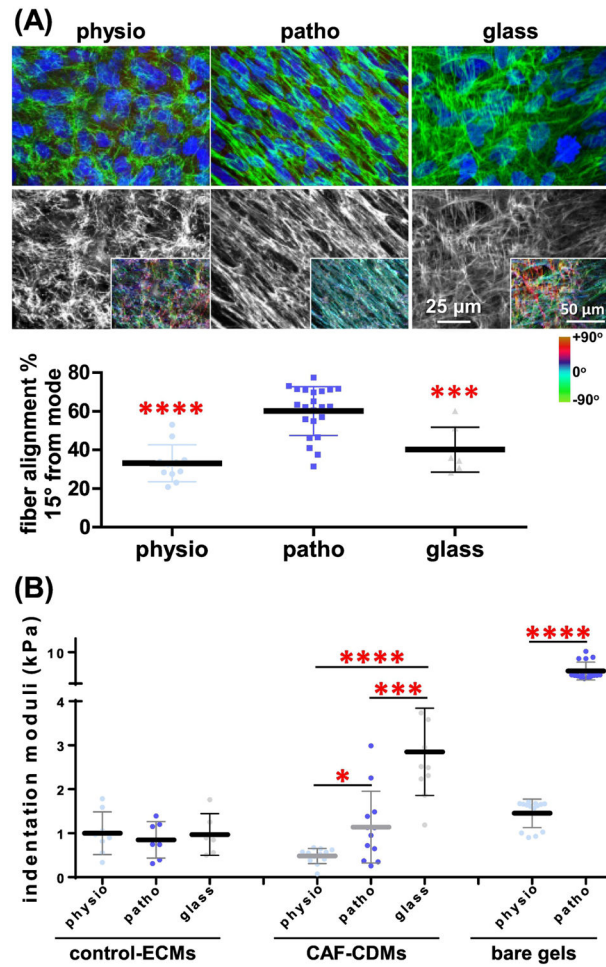 (A)
physio patho glass
25 µm 50 µm
+90°
0°
-90°
fiber alignment %
15° from mode
80
60
40
20
0
**** ***
physio patho glass
(B)
indentation moduli (kPa)
10
4
3
2
1
0
****
****
***
*
physio patho glass physio patho glass physio patho
control-ECMs CAF-CDMs bare gels